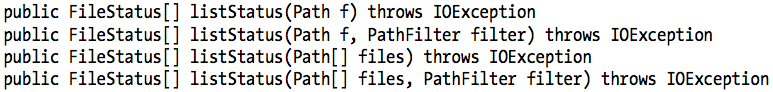 public FileStatus[] listStatus(Path f) throws IOException
public FileStatus[] listStatus(Path f, PathFilter filter) throws IOException
public FileStatus[] listStatus(Path[] files) throws IOException
public FileStatus[] listStatus(Path[] files, PathFilter filter) throws IOException